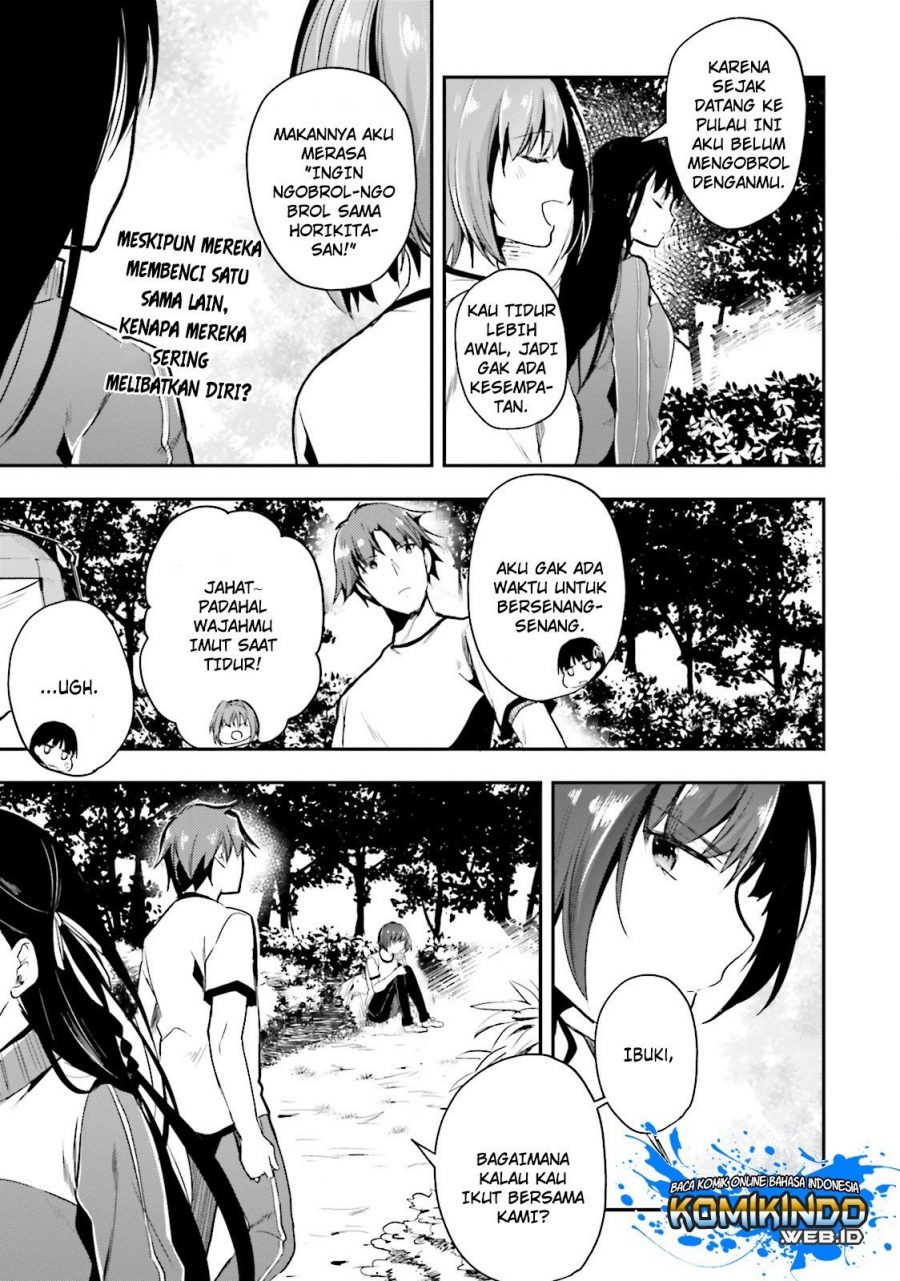 KARENA
SEJAK
DATANG KE
PULAU INI
AKU BELUM
MENGOBROL
DENGANMU.
KAU TIDUR
LEBIH
AWAL, JADI
GAK ADA
KESEMPA-
TAN.
MAKANNYA AKU
MERASA
"INGIN
NGOBROL-NGO
BROL SAMA
HORIKITA-
SAN!"
MESKIPUN MEREKA
MEMBENCI SATU
SAMA LAIN,
KENAPA MEREKA
SERING
MELIBATKAN DIRI?
AKU GAK ADA
WAKTU UNTUK
BERSENANG-
SENANG.
JAHAT~
PADAHAL
WAJAHMU
IMUT SAAT
TIDUR!
...UGH.
IBUKI,
BAGAIMANA
KALAU KAU
IKUT BERSAMA
KAMI?
BACA KOMIK ONLINE BAHASA INDONESIA
KOMIKINDO
WEB.ID